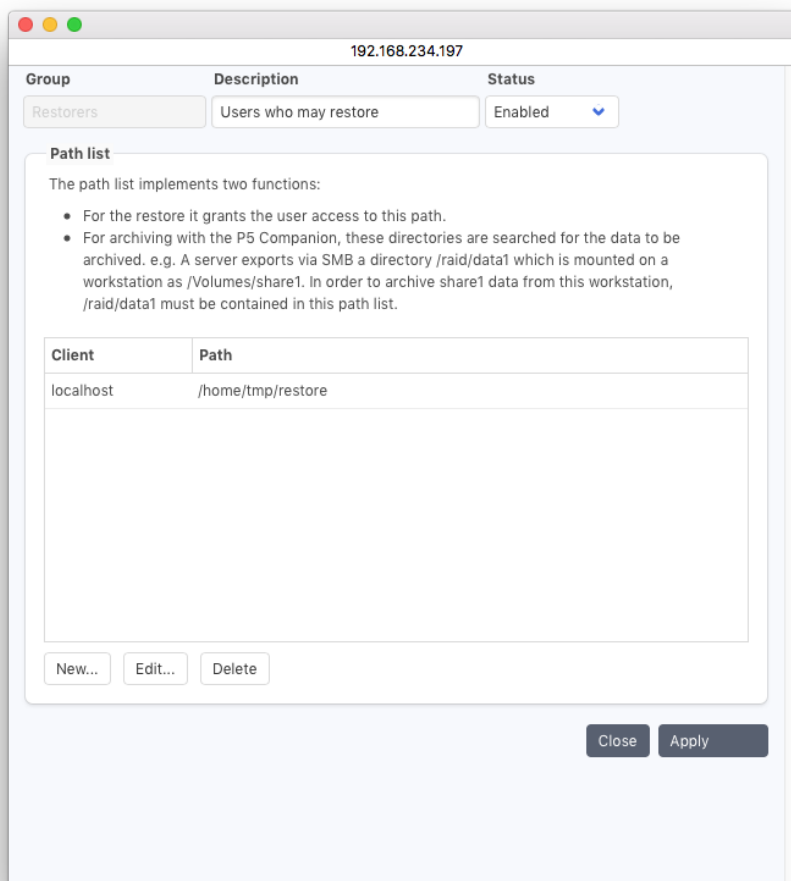 192.168.234.197
Group Description Status
Restorers Users who may restore Enabled
Path list
The path list implements two functions:
• For the restore it grants the user access to this path.
• For archiving with the P5 Companion, these directories are searched for the data to be
archived. e.g. A server exports via SMB a directory /raid/data1 which is mounted on a
workstation as /Volumes/share1. In order to archive share1 data from this workstation,
/raid/data1 must be contained in this path list.
Client Path
localhost /home/tmp/restore
New... Edit... Delete
Close Apply